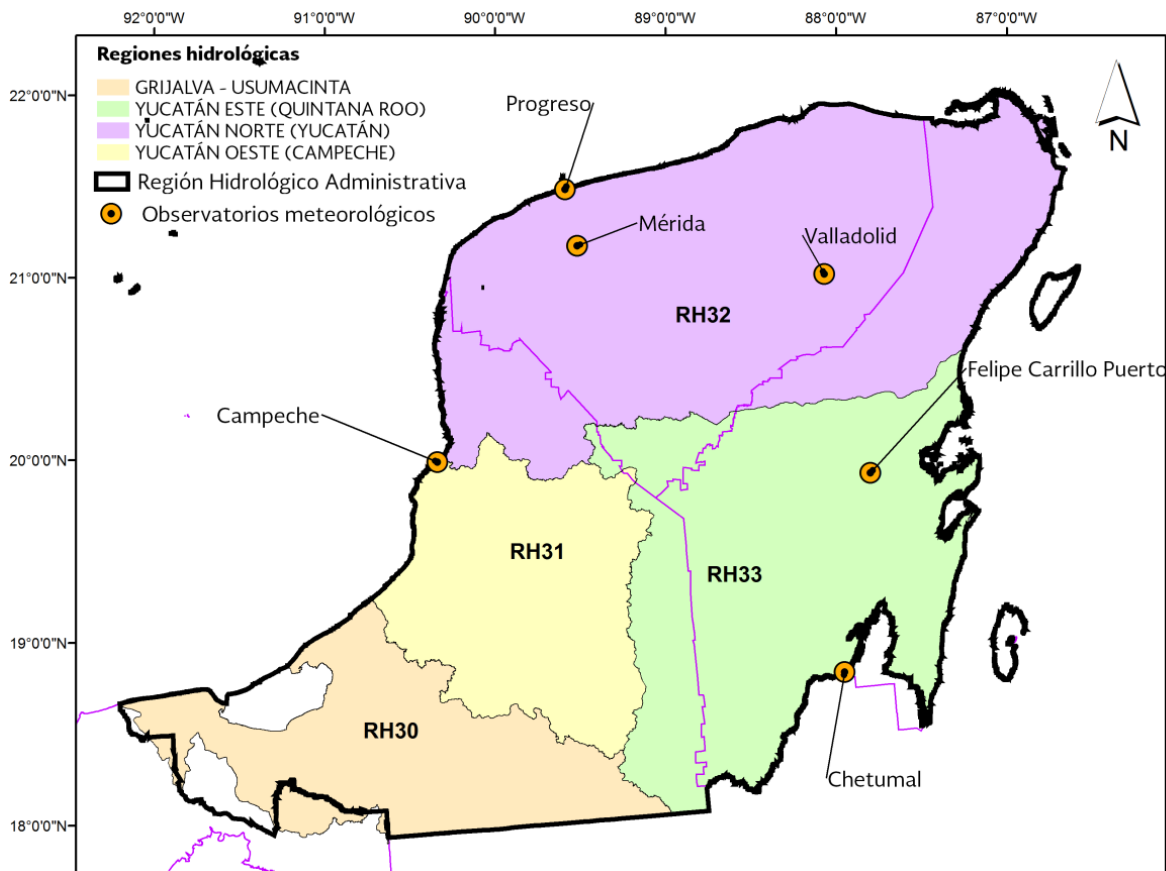 92°0'0"W
91°0'0"W
90°0'0"W
89°0'0"W
88°0'0"W
87°0'0"W
Regiones hidrológicas
GRIJALVA - USUMACINTA
YUCATÁN ESTE (QUINTANA ROO)
YUCATÁN NORTE (YUCATÁN)
YUCATÁN OESTE (CAMPECHE)
Región Hidrológico Administrativa
Observatorios meteorológicos
N
22°0'0"N
Progreso
Mérida
Valladolid
21°0'0"N
RH32
Felipe Carrillo Puerto
Campeche
20°0'0"N
RH31
RH33
19°0'0"N
RH30
Chetumal
18°0'0"N